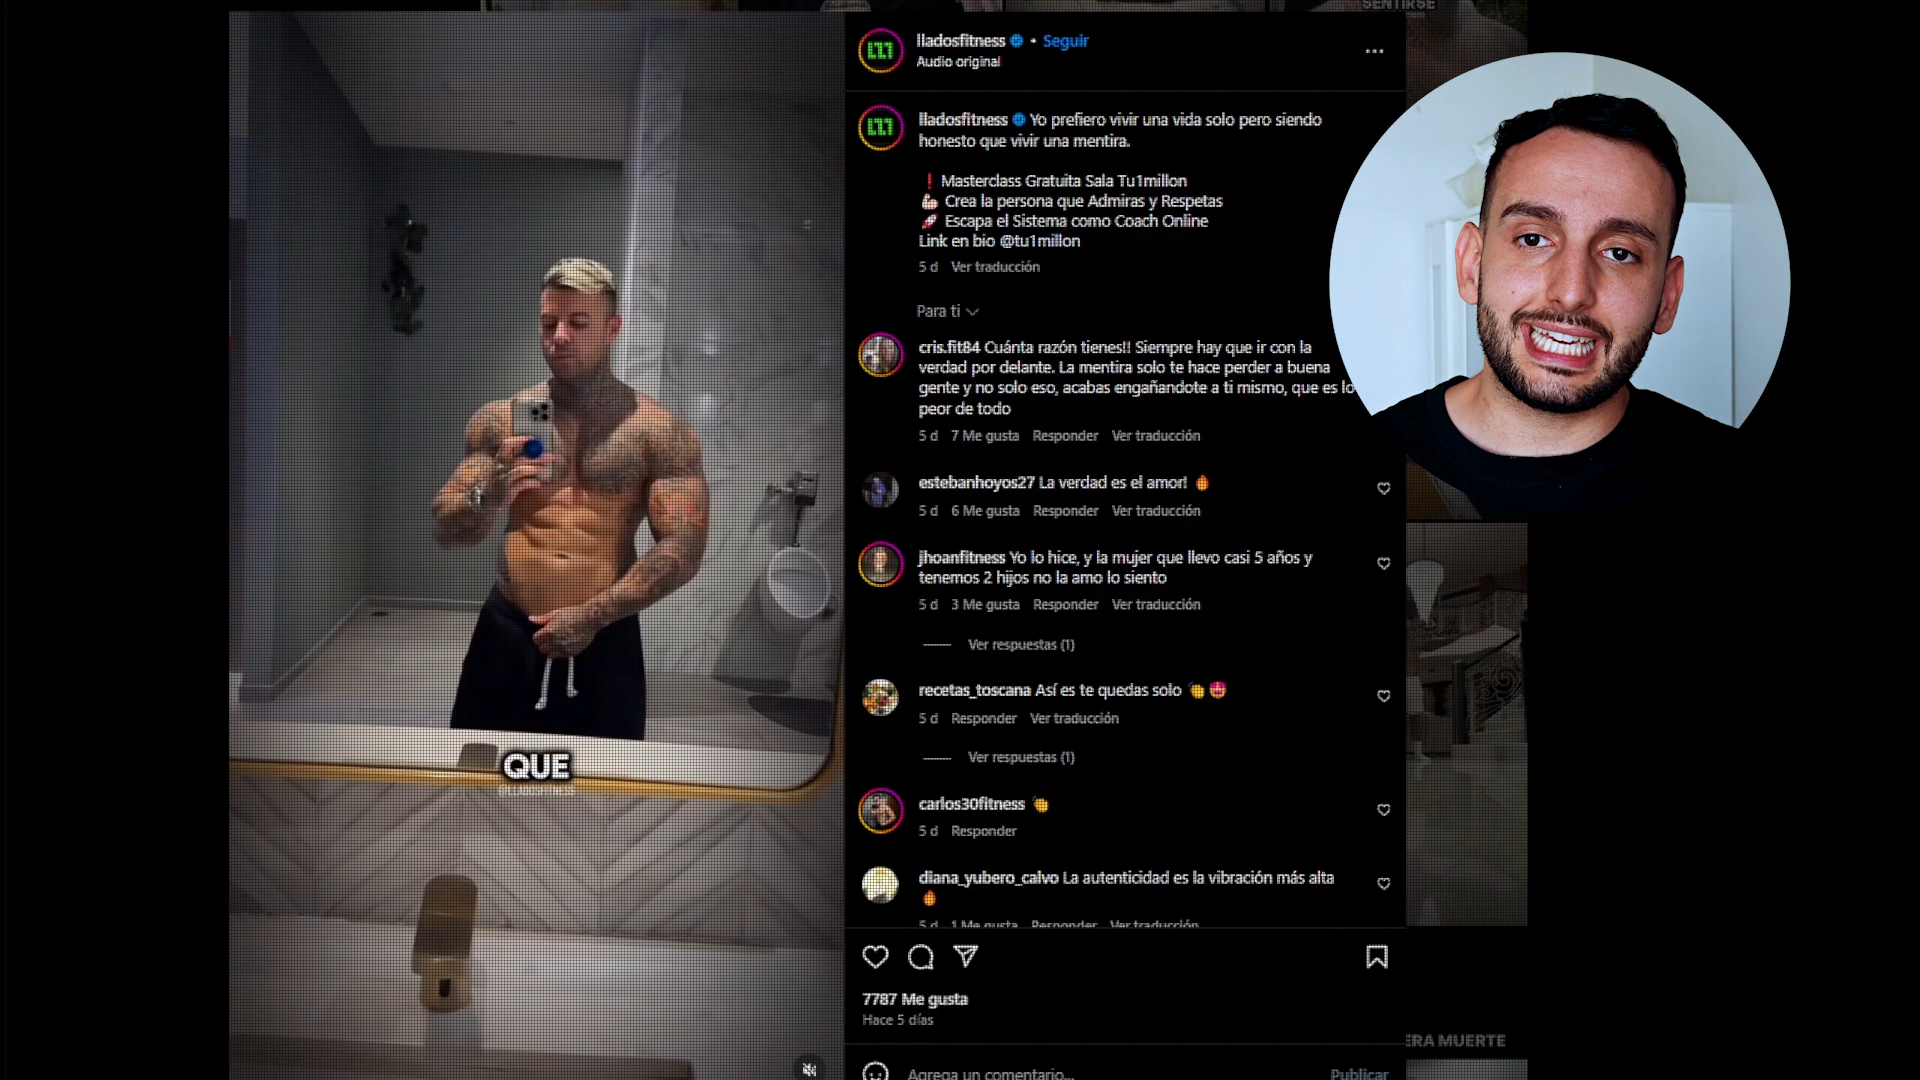 SENTIRSE
lladosfitness • Seguir
Audio original
lladosfitness Yo prefiero vivir una vida solo pero siendo
honesto que vivir una mentira.
❗ Masterclass Gratuita Sala Tu1millon
💪🏻 Crea la persona que Admiras y Respetas
🚀 Escapa el Sistema como Coach Online
Link en bio @tu1millon
5 d Ver traducción
Para ti
cris.fit84 Cuánta razón tienes!! Siempre hay que ir con la
verdad por delante. La mentira solo te hace perder a buena
gente y no solo eso, acabas engañandote a ti mismo, que es lo
peor de todo
5 d 7 Me gusta Responder Ver traducción
estebanhoyos27 La verdad es el amor! 🔥
5 d 6 Me gusta Responder Ver traducción
jhoanfitness Yo lo hice, y la mujer que llevo casi 5 años y
tenemos 2 hijos no la amo lo siento
5 d 3 Me gusta Responder Ver traducción
Ver respuestas (1)
recetas_toscana Así es te quedas solo 👏 😍
5 d Responder Ver traducción
Ver respuestas (1)
carlos30fitness 👏
5 d Responder
diana_yubero_calvo La autenticidad es la vibración más alta
🔥
5 d 1 Me gusta Responder Ver traducción
7787 Me gusta
Hace 5 días
Agrega un comentario... Publicar
QUE
@LLADOSFITNESS
ERA MUERTE